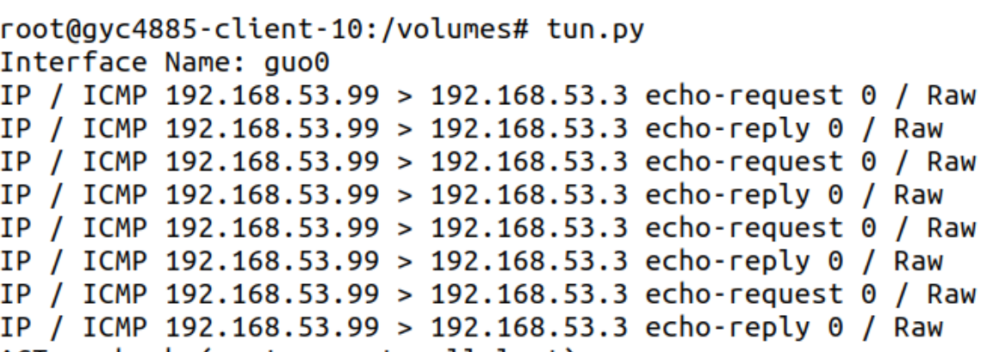 root@gyc4885-client-10:/volumes# tun.py
Interface Name: guo0
IP / ICMP 192.168.53.99 > 192.168.53.3 echo-request 0 / Raw
IP / ICMP 192.168.53.99 > 192.168.53.3 echo-reply 0 / Raw
IP / ICMP 192.168.53.99 > 192.168.53.3 echo-request 0 / Raw
IP / ICMP 192.168.53.99 > 192.168.53.3 echo-reply 0 / Raw
IP / ICMP 192.168.53.99 > 192.168.53.3 echo-request 0 / Raw
IP / ICMP 192.168.53.99 > 192.168.53.3 echo-reply 0 / Raw
IP / ICMP 192.168.53.99 > 192.168.53.3 echo-request 0 / Raw
IP / ICMP 192.168.53.99 > 192.168.53.3 echo-reply 0 / Raw